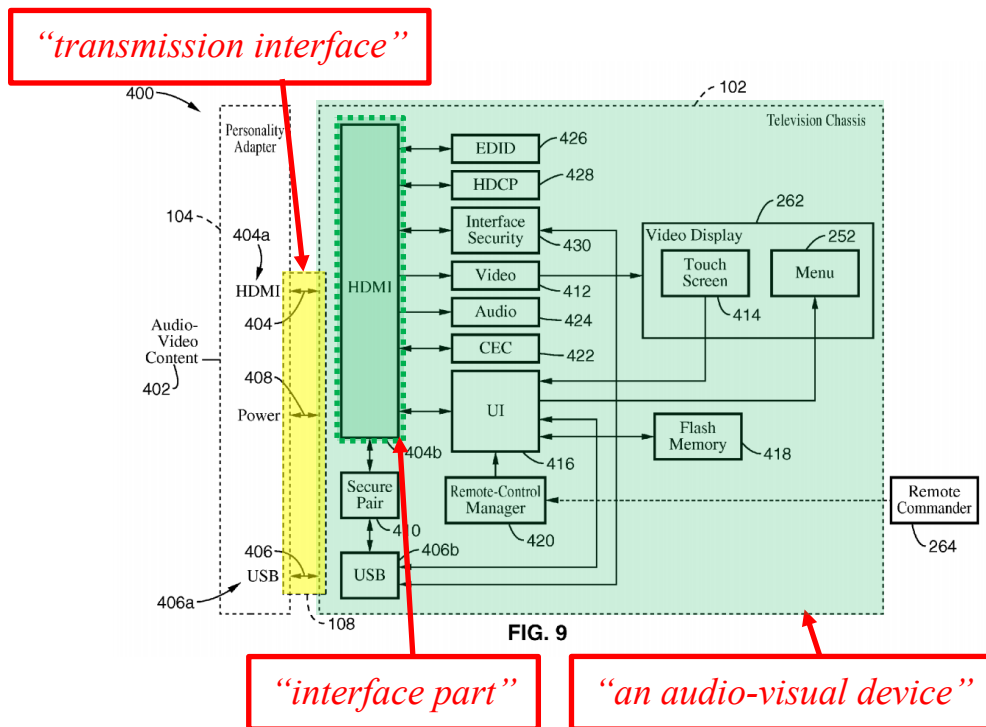 “transmission interface”
400
102
Personality
Adapter
Television Chassis
EDID
426
HDCP
428
104
262
Interface
Security
430
Video Display
252
404a
Touch
Screen
Menu
HDMI
Video
412
414
HDMI
404
Audio
424
Audio-
Video
Content
402
CEC
422
408
Power
UI
Flash
Memory
418
404b
416
Secure
Pair
410
Remote-Control
Manager
420
Remote
Commander
264
406
406b
USB
USB
406a
108
FIG. 9
“interface part”
“an audio-visual device”